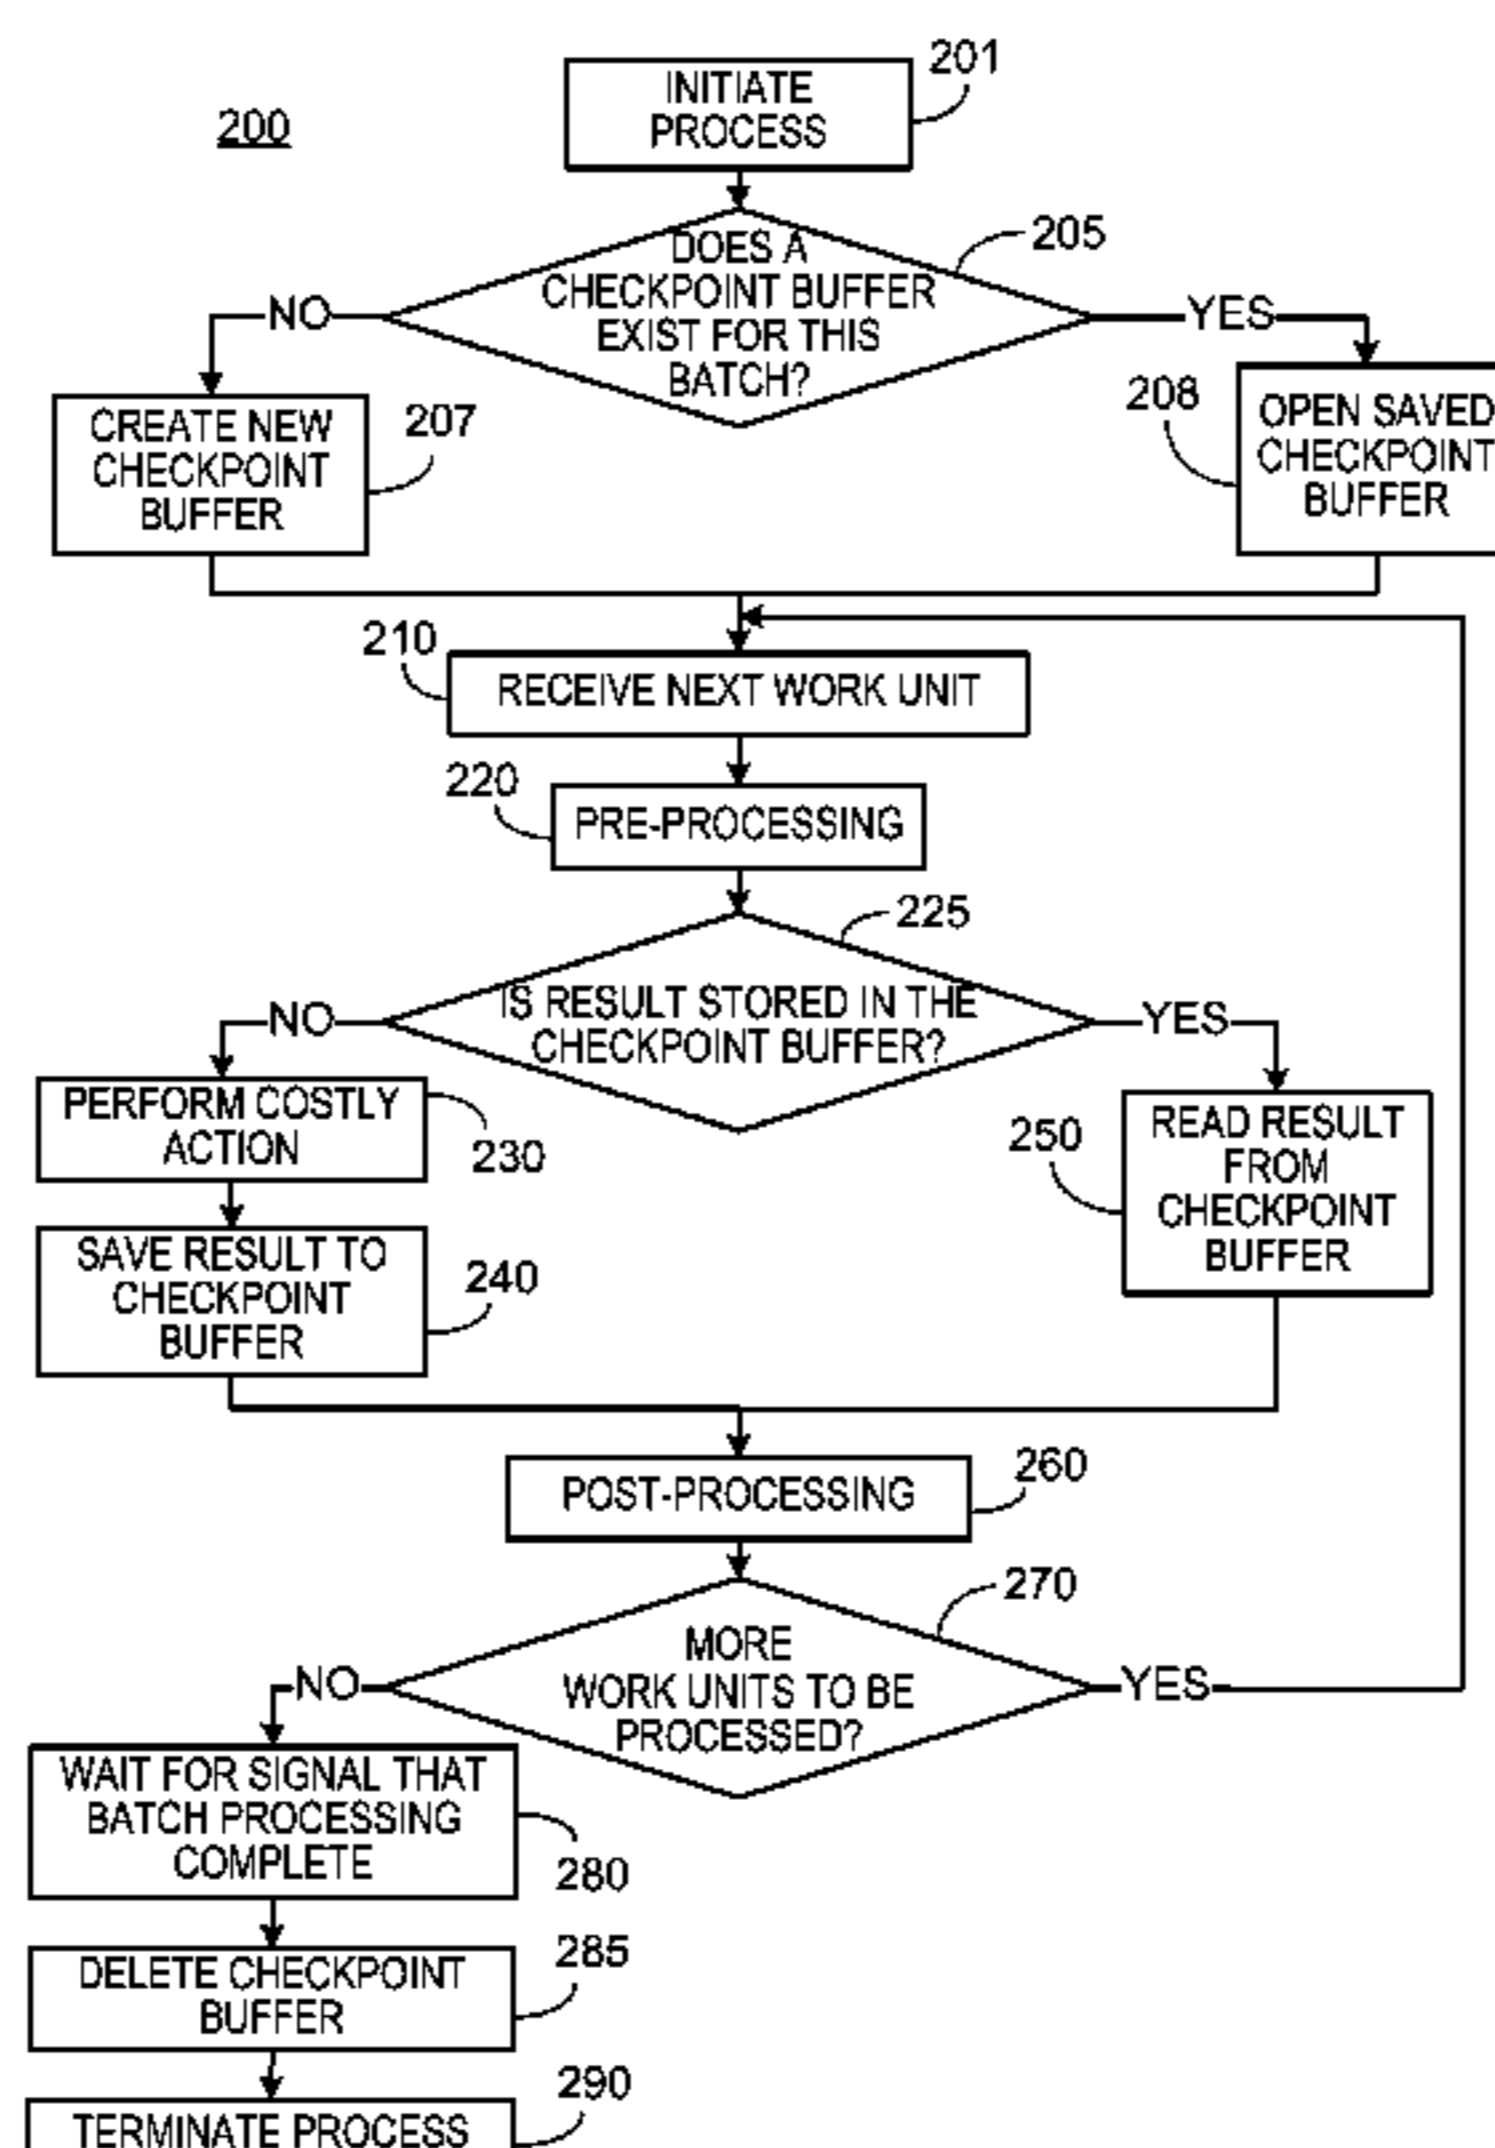 200
201
INITIATE
PROCESS
205
DOES A
CHECKPOINT BUFFER
EXIST FOR THIS
BATCH?
NO
YES
207
CREATE NEW
CHECKPOINT
BUFFER
208
OPEN SAVED
CHECKPOINT
BUFFER
210
RECEIVE NEXT WORK UNIT
220
PRE-PROCESSING
225
IS RESULT STORED IN THE
CHECKPOINT BUFFER?
NO
YES
PERFORM COSTLY
ACTION
230
250
READ RESULT
FROM
CHECKPOINT
BUFFER
SAVE RESULT TO
CHECKPOINT
BUFFER
240
POST-PROCESSING
260
270
MORE
WORK UNITS TO BE
PROCESSED?
NO
YES
WAIT FOR SIGNAL THAT
BATCH PROCESSING
COMPLETE
280
DELETE CHECKPOINT
BUFFER
285
290
TERMINATE PROCESS